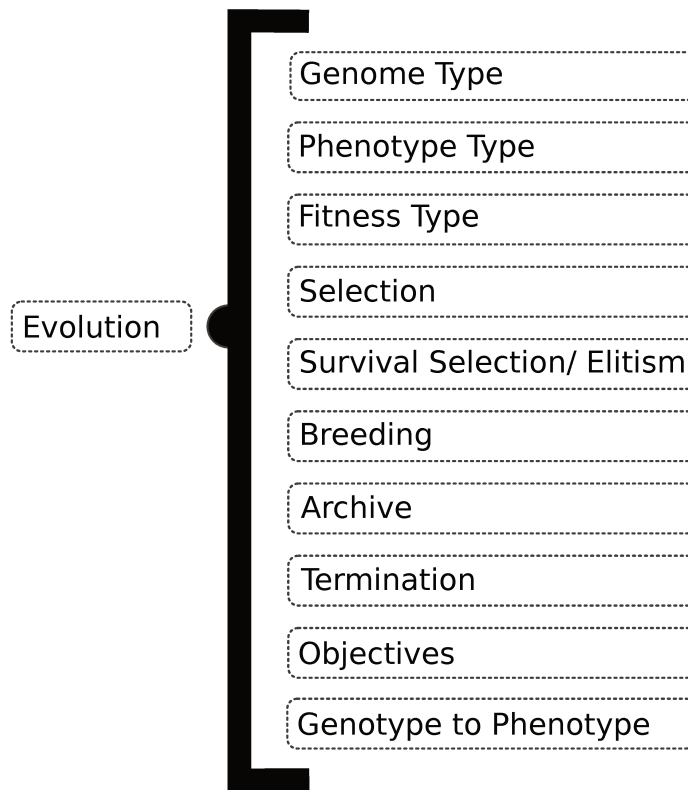 Genome Type
Phenotype Type
Fitness Type
Selection
Evolution
Survival Selection/ Elitism
Breeding
Archive
Termination
Objectives
Genotype to Phenotype